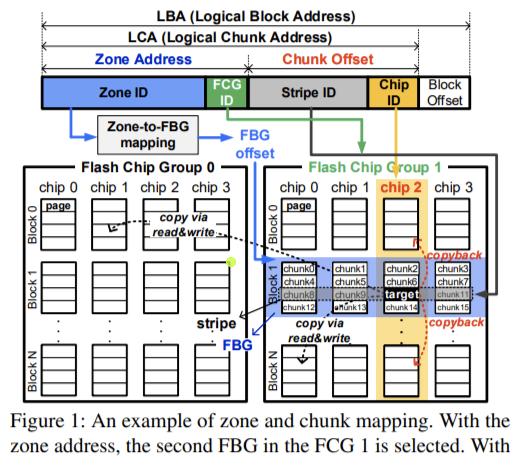 LBA (Logical Block Address)
LCA (Logical Chunk Address)
Zone Address
Chunk Offset
Zone ID
FCG ID
Stripe ID
Chip ID
Block Offset
Zone-to-FBG mapping
FBG offset
Flash Chip Group 0
chip 0 chip 1 chip 2 chip 3
Block 0
page
copy via read&write
Block 1
stripe
FBG
Block N
Flash Chip Group 1
chip 0 chip 1 chip 2 chip 3
Block 0
page
copyback
Block 1
chunk0 chunk1 chunk2 chunk3
chunk4 chunk5 chunk6 chunk7
chunk8 chunk9 target chunk11
chunk12 chunk13 chunk14 chunk15
copy via read&write
copyback
Block N
Figure 1: An example of zone and chunk mapping. With the
zone address, the second FBG in the FCG 1 is selected. With